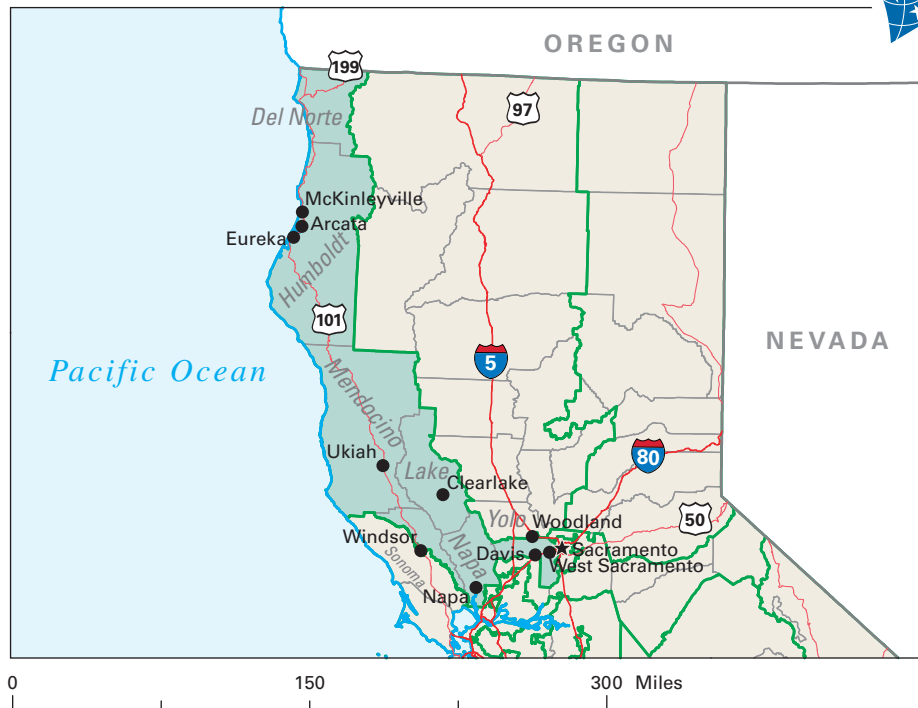 OREGON
199
97
Del Norte
McKinleyville
Arcata
Eureka
Humboldt
101
NEVADA
Pacific Ocean
5
Mendocino
Ukiah
Lake
80
Clearlake
Yolo
50
Woodland
Windsor
Napa
Davis
Sacramento
West Sacramento
Sonoma
Napa
0 150 300 Miles